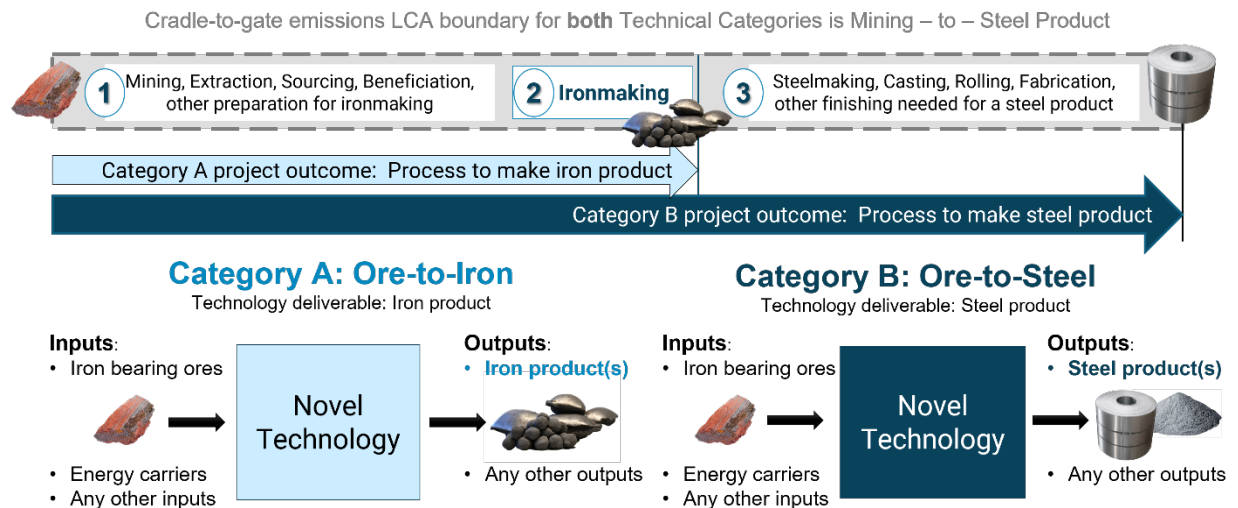 Cradle-to-gate emissions LCA boundary for both Technical Categories is Mining – to – Steel Product
1
Mining, Extraction, Sourcing, Beneficiation,
other preparation for ironmaking
2
Ironmaking
3
Steelmaking, Casting, Rolling, Fabrication,
other finishing needed for a steel product
Category A project outcome: Process to make iron product
Category B project outcome: Process to make steel product
Category A: Ore-to-Iron
Technology deliverable: Iron product
Inputs:
• Iron bearing ores
• Energy carriers
• Any other inputs
Novel
Technology
Outputs:
• Iron product(s)
• Any other outputs
Category B: Ore-to-Steel
Technology deliverable: Steel product
Inputs:
• Iron bearing ores
• Energy carriers
• Any other inputs
Novel
Technology
Outputs:
• Steel product(s)
• Any other outputs